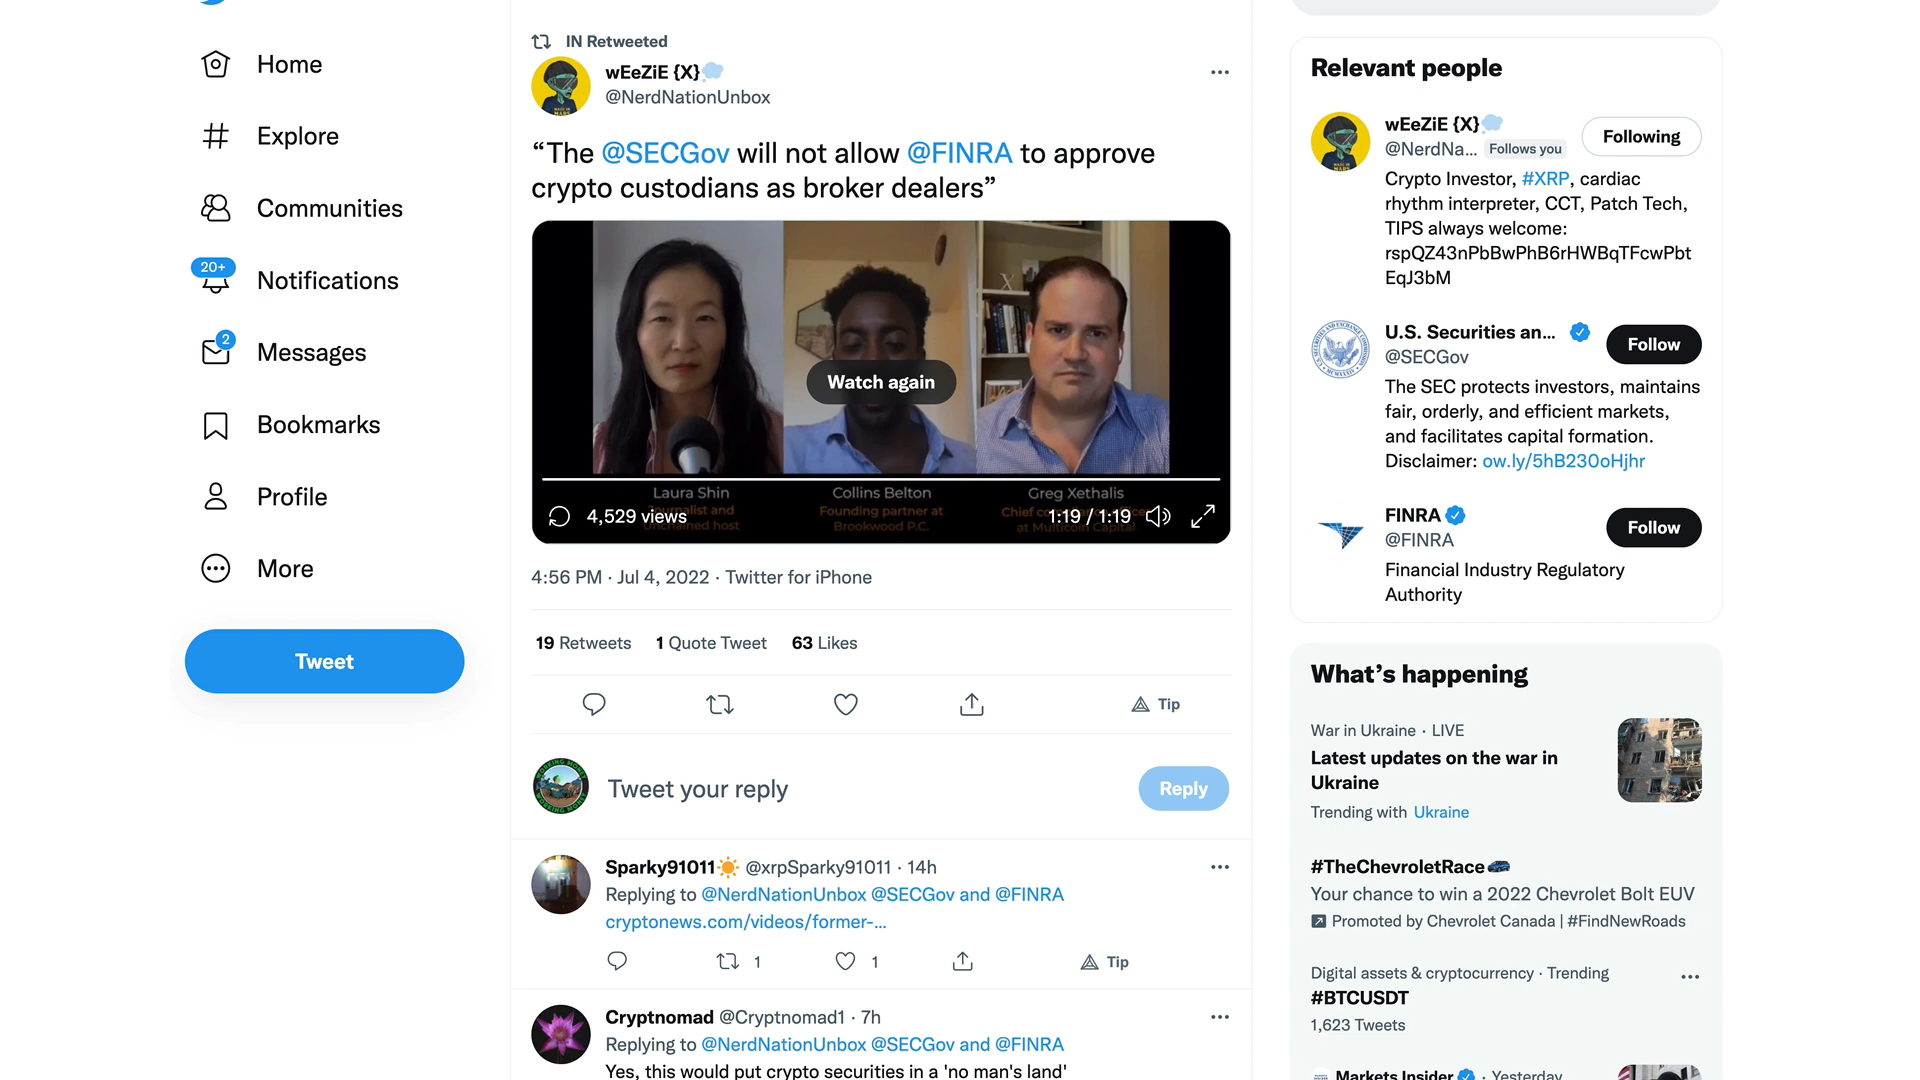 Home
Explore
Communities
20+
Notifications
2
Messages
Bookmarks
Profile
More
Tweet
IN Retweeted
wEeZiE {X}
@NerdNationUnbox
“The @SECGov will not allow @FINRA to approve
crypto custodians as broker dealers”
Watch again
Laura Shin
Journalist and
Unchained host
Collins Belton
Founding partner at
Brookwood P.C.
Greg Xethalis
at Multicoin Capital
4,529 views
1:19 / 1:19
4:56 PM · Jul 4, 2022 · Twitter for iPhone
19 Retweets 1 Quote Tweet 63 Likes
Tip
Tweet your reply
Reply
Sparky91011 @xrpSparky91011 · 14h
Replying to @NerdNationUnbox @SECGov and @FINRA
cryptonews.com/videos/former-...
1 1 Tip
Cryptnomad @Cryptnomad1 · 7h
Replying to @NerdNationUnbox @SECGov and @FINRA
Yes, this would put crypto securities in a 'no man's land'
Relevant people
wEeZiE {X}
@NerdNa... Follows you
Following
Crypto Investor, #XRP, cardiac
rhythm interpreter, CCT, Patch Tech,
TIPS always welcome:
rspQZ43nPbBwPhB6rHWBqTFcwPbt
EqJ3bM
U.S. Securities an...
@SECGov
Follow
The SEC protects investors, maintains
fair, orderly, and efficient markets,
and facilitates capital formation.
Disclaimer: ow.ly/5hB230oHjhr
FINRA
@FINRA
Follow
Financial Industry Regulatory
Authority
What’s happening
War in Ukraine · LIVE
Latest updates on the war in
Ukraine
Trending with Ukraine
#TheChevroletRace
Your chance to win a 2022 Chevrolet Bolt EUV
Promoted by Chevrolet Canada | #FindNewRoads
Digital assets & cryptocurrency · Trending
#BTCUSDT
1,623 Tweets
Markets Insider · Yesterday